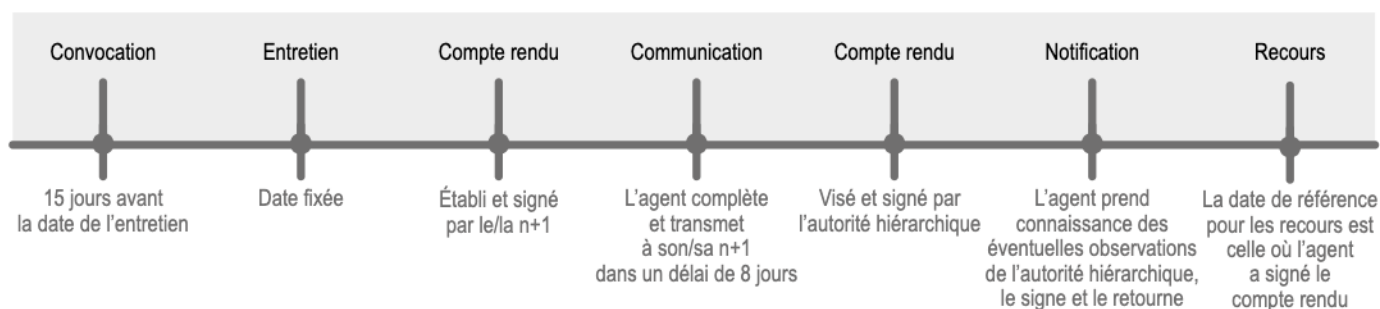 Convocation
15 jours avant
la date de l’entretien
Entretien
Date fixée
Compte rendu
Établi et signé
par le/la n+1
Communication
L’agent complète
et transmet
à son/sa n+1
dans un délai de 8 jours
Compte rendu
Visé et signé par
l’autorité hiérarchique
Notification
L’agent prend
connaissance des
éventuelles observations
de l’autorité hiérarchique,
le signe et le retourne
Recours
La date de référence
pour les recours est
celle où l’agent
a signé le
compte rendu